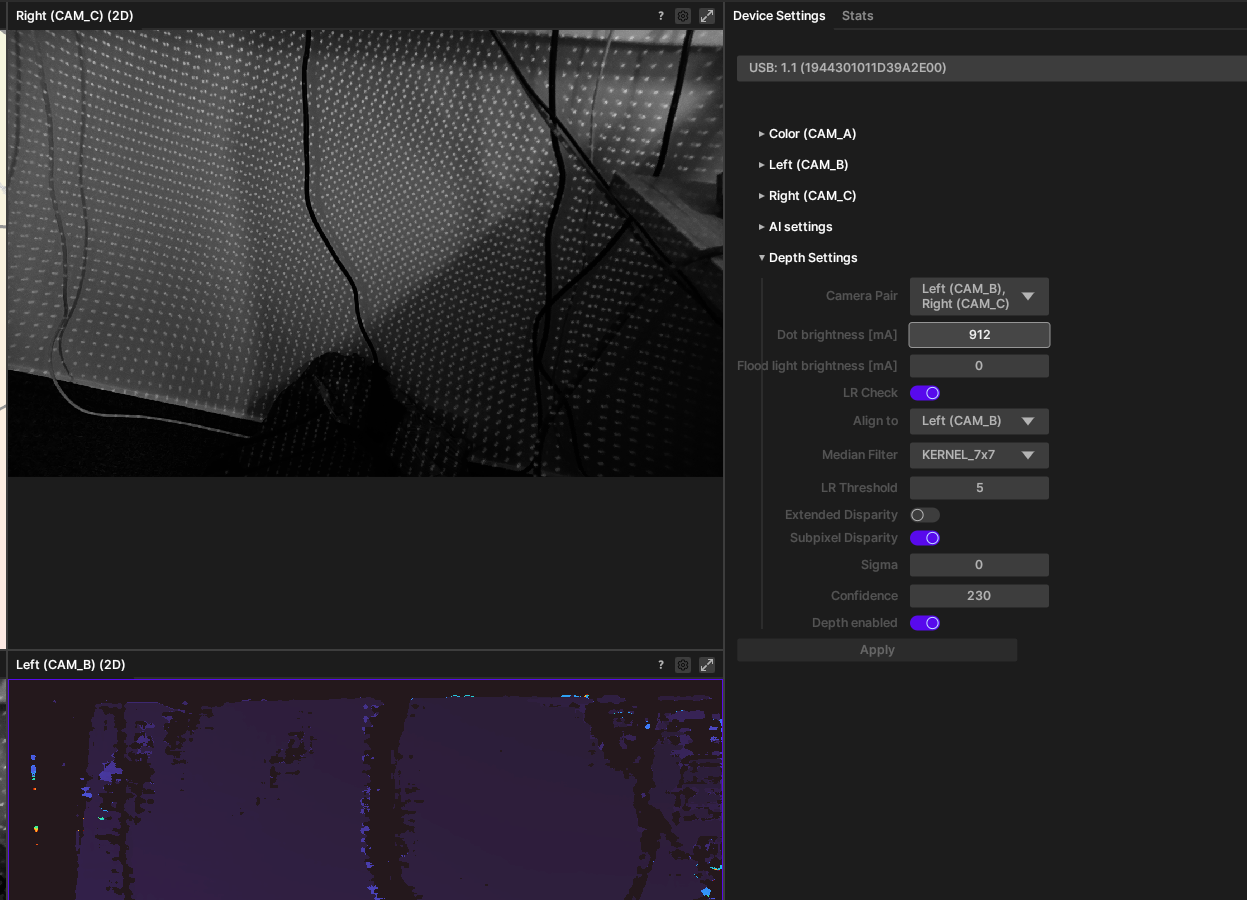 Right (CAM_C) (2D)
?
Device Settings
Stats
USB: 1.1 (1944301011D39A2E00)
Color (CAM_A)
Left (CAM_B)
Right (CAM_C)
AI settings
Depth Settings
Camera Pair
Left (CAM_B),
Right (CAM_C)
Dot brightness [mA]
912
Flood light brightness [mA]
0
LR Check
Align to
Left (CAM_B)
Median Filter
KERNEL_7x7
LR Threshold
5
Extended Disparity
Subpixel Disparity
Sigma
0
Confidence
230
Depth enabled
Apply
Left (CAM_B) (2D)
?